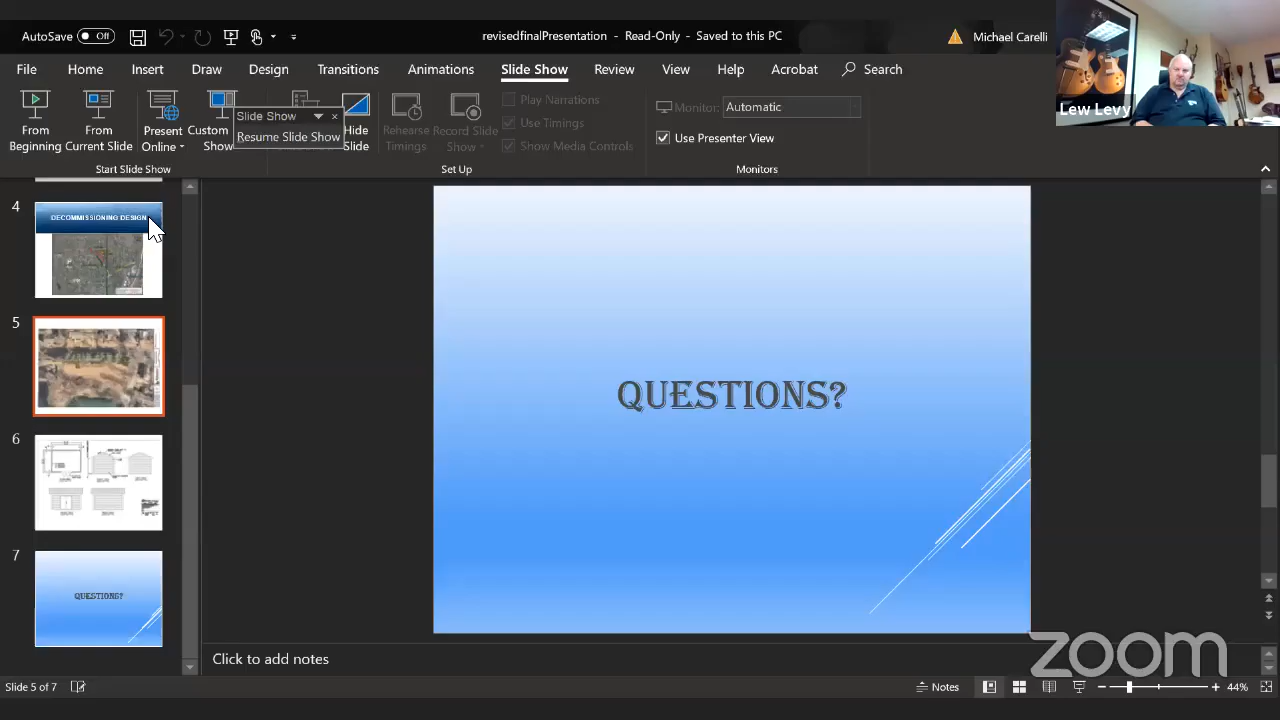 AutoSave Off
revisedfinalPresentation - Read-Only - Saved to this PC
Michael Carelli
File Home Insert Draw Design Transitions Animations Slide Show Review View Help Acrobat Search
From Beginning
From Current Slide
Present Online
Custom Show
Slide Show
Resume Slide Show
Hide Slide
Rehearse Timings
Record Slide Show
Play Narrations
Use Timings
Show Media Controls
Monitor: Automatic
Use Presenter View
Start Slide Show
Set Up
Monitors
Lew Levy
4
DECOMMISSIONING DESIGN
5
6
7
QUESTIONS?
QUESTIONS?
Click to add notes
zoom
Slide 5 of 7
Notes
44%